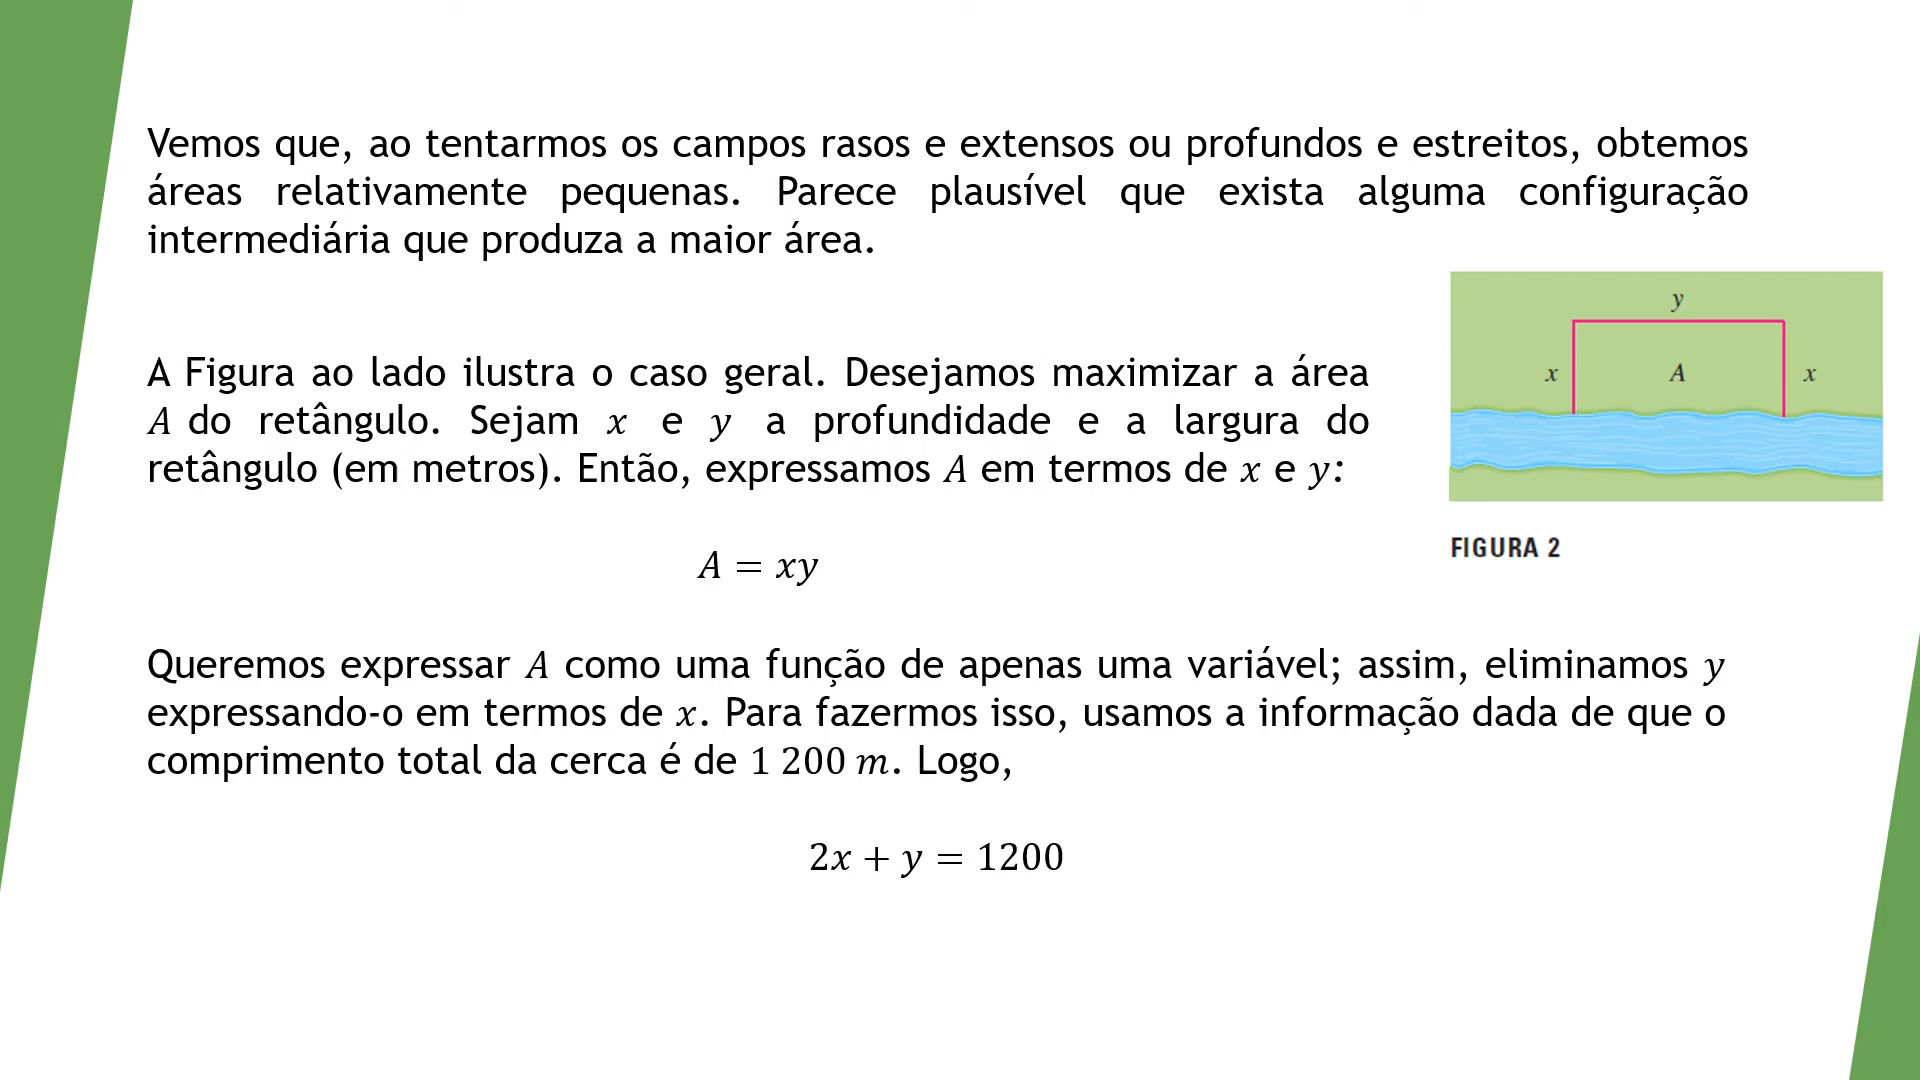 Vemos que, ao tentarmos os campos rasos e extensos ou profundos e estreitos, obtemos
áreas relativamente pequenas. Parece plausível que exista alguma configuração
intermediária que produza a maior área.
A Figura ao lado ilustra o caso geral. Desejamos maximizar a área
A do retângulo. Sejam x e y a profundidade e a largura do
retângulo (em metros). Então, expressamos A em termos de x e y:
y
x A x
FIGURA 2
A = xy
Queremos expressar A como uma função de apenas uma variável; assim, eliminamos y
expressando-o em termos de x. Para fazermos isso, usamos a informação dada de que o
comprimento total da cerca é de 1 200 m. Logo,
2x + y = 1200